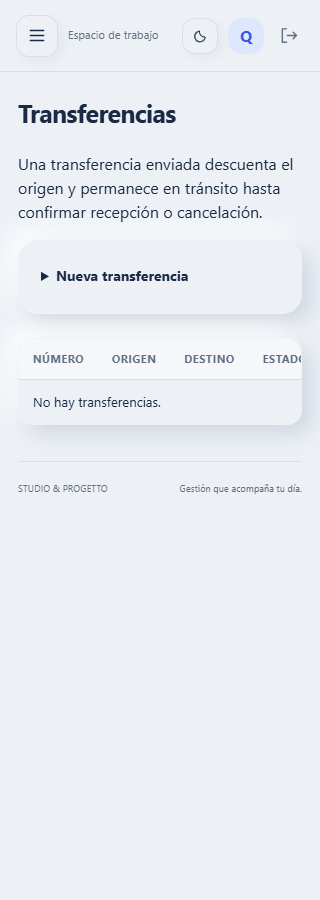 Espacio de trabajo
Q
Transferencias
Una transferencia enviada descuenta el
origen y permanece en tránsito hasta
confirmar recepción o cancelación.
Nueva transferencia
NÚMERO ORIGEN DESTINO ESTADO
No hay transferencias.
STUDIO & PROGETTO Gestión que acompaña tu día.